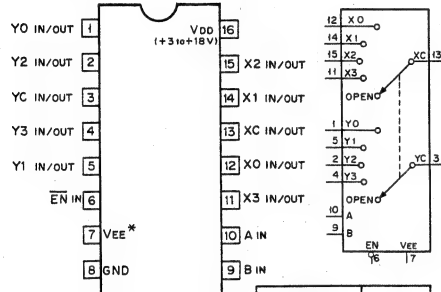 Y0 IN/OUT 1
Y2 IN/OUT 2
YC IN/OUT 3
Y3 IN/OUT 4
Y1 IN/OUT 5
EN IN 6
7 VEE*
8 GND
VDD 16
(+3 to +18V)
15 X2 IN/OUT
14 X1 IN/OUT
13 XC IN/OUT
12 X0 IN/OUT
11 X3 IN/OUT
10 A IN
9 B IN
12 X0
14 X1
15 X2
11 X3
XC 13
OPEN
1 Y0
5 Y1
2 Y2
4 Y3
YC 3
OPEN
10 A
9 B
EN VEE
6 7